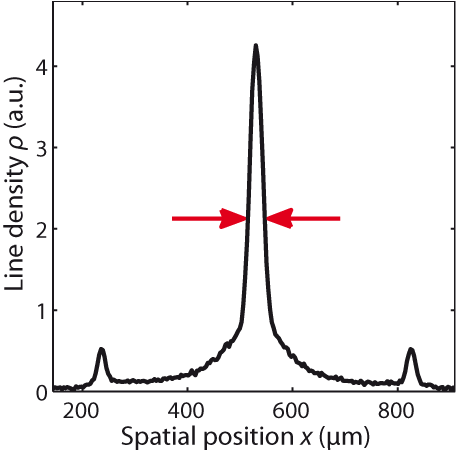 Line density ρ (a.u.)
4
3
2
1
0
200 400 600 800
Spatial position x (μm)